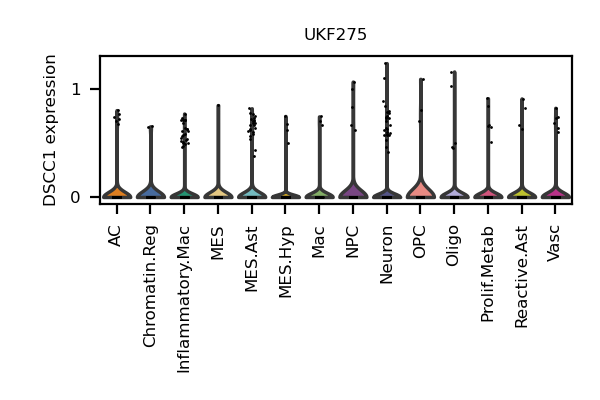 UKF275
DSCC1 expression
1
0
AC
Chromatin.Reg
Inflammatory.Mac
MES
MES.Ast
MES.Hyp
Mac
NPC
Neuron
OPC
Oligo
Prolif.Metab
Reactive.Ast
Vasc